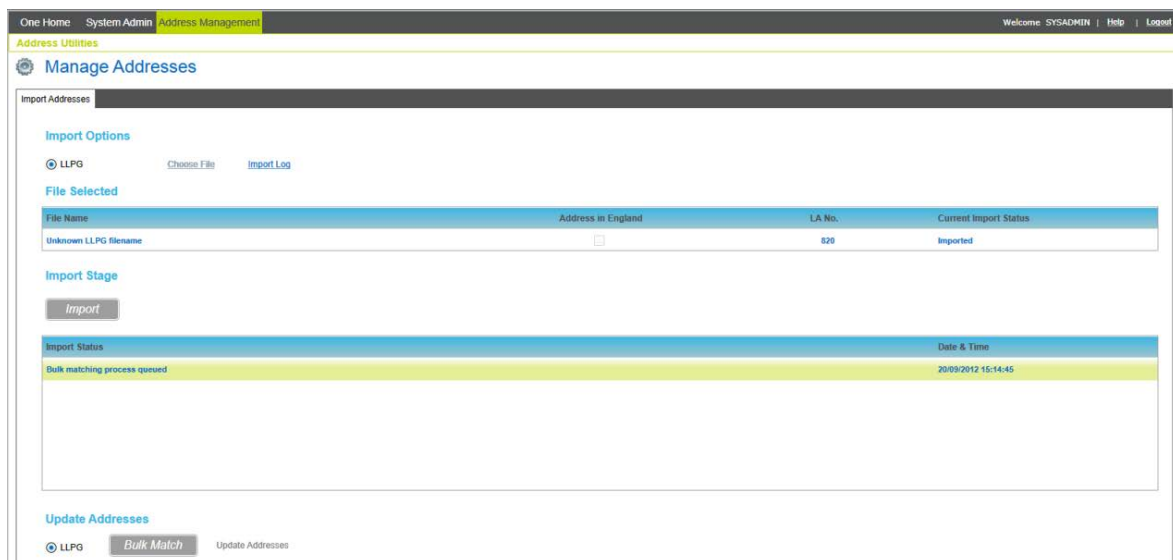 One Home System Admin Address Management Welcome SYSADMIN | Help | Logout
Address Utilities
Manage Addresses
Import Addresses
Import Options
LLPG Choose File Import Log
File Selected
File Name Address in England LA No. Current Import Status
Unknown LLPG filename 820 Imported
Import Stage
Import
Import Status Date & Time
Bulk matching process queued 20/09/2012 15:14:45
Update Addresses
LLPG Bulk Match Update Addresses